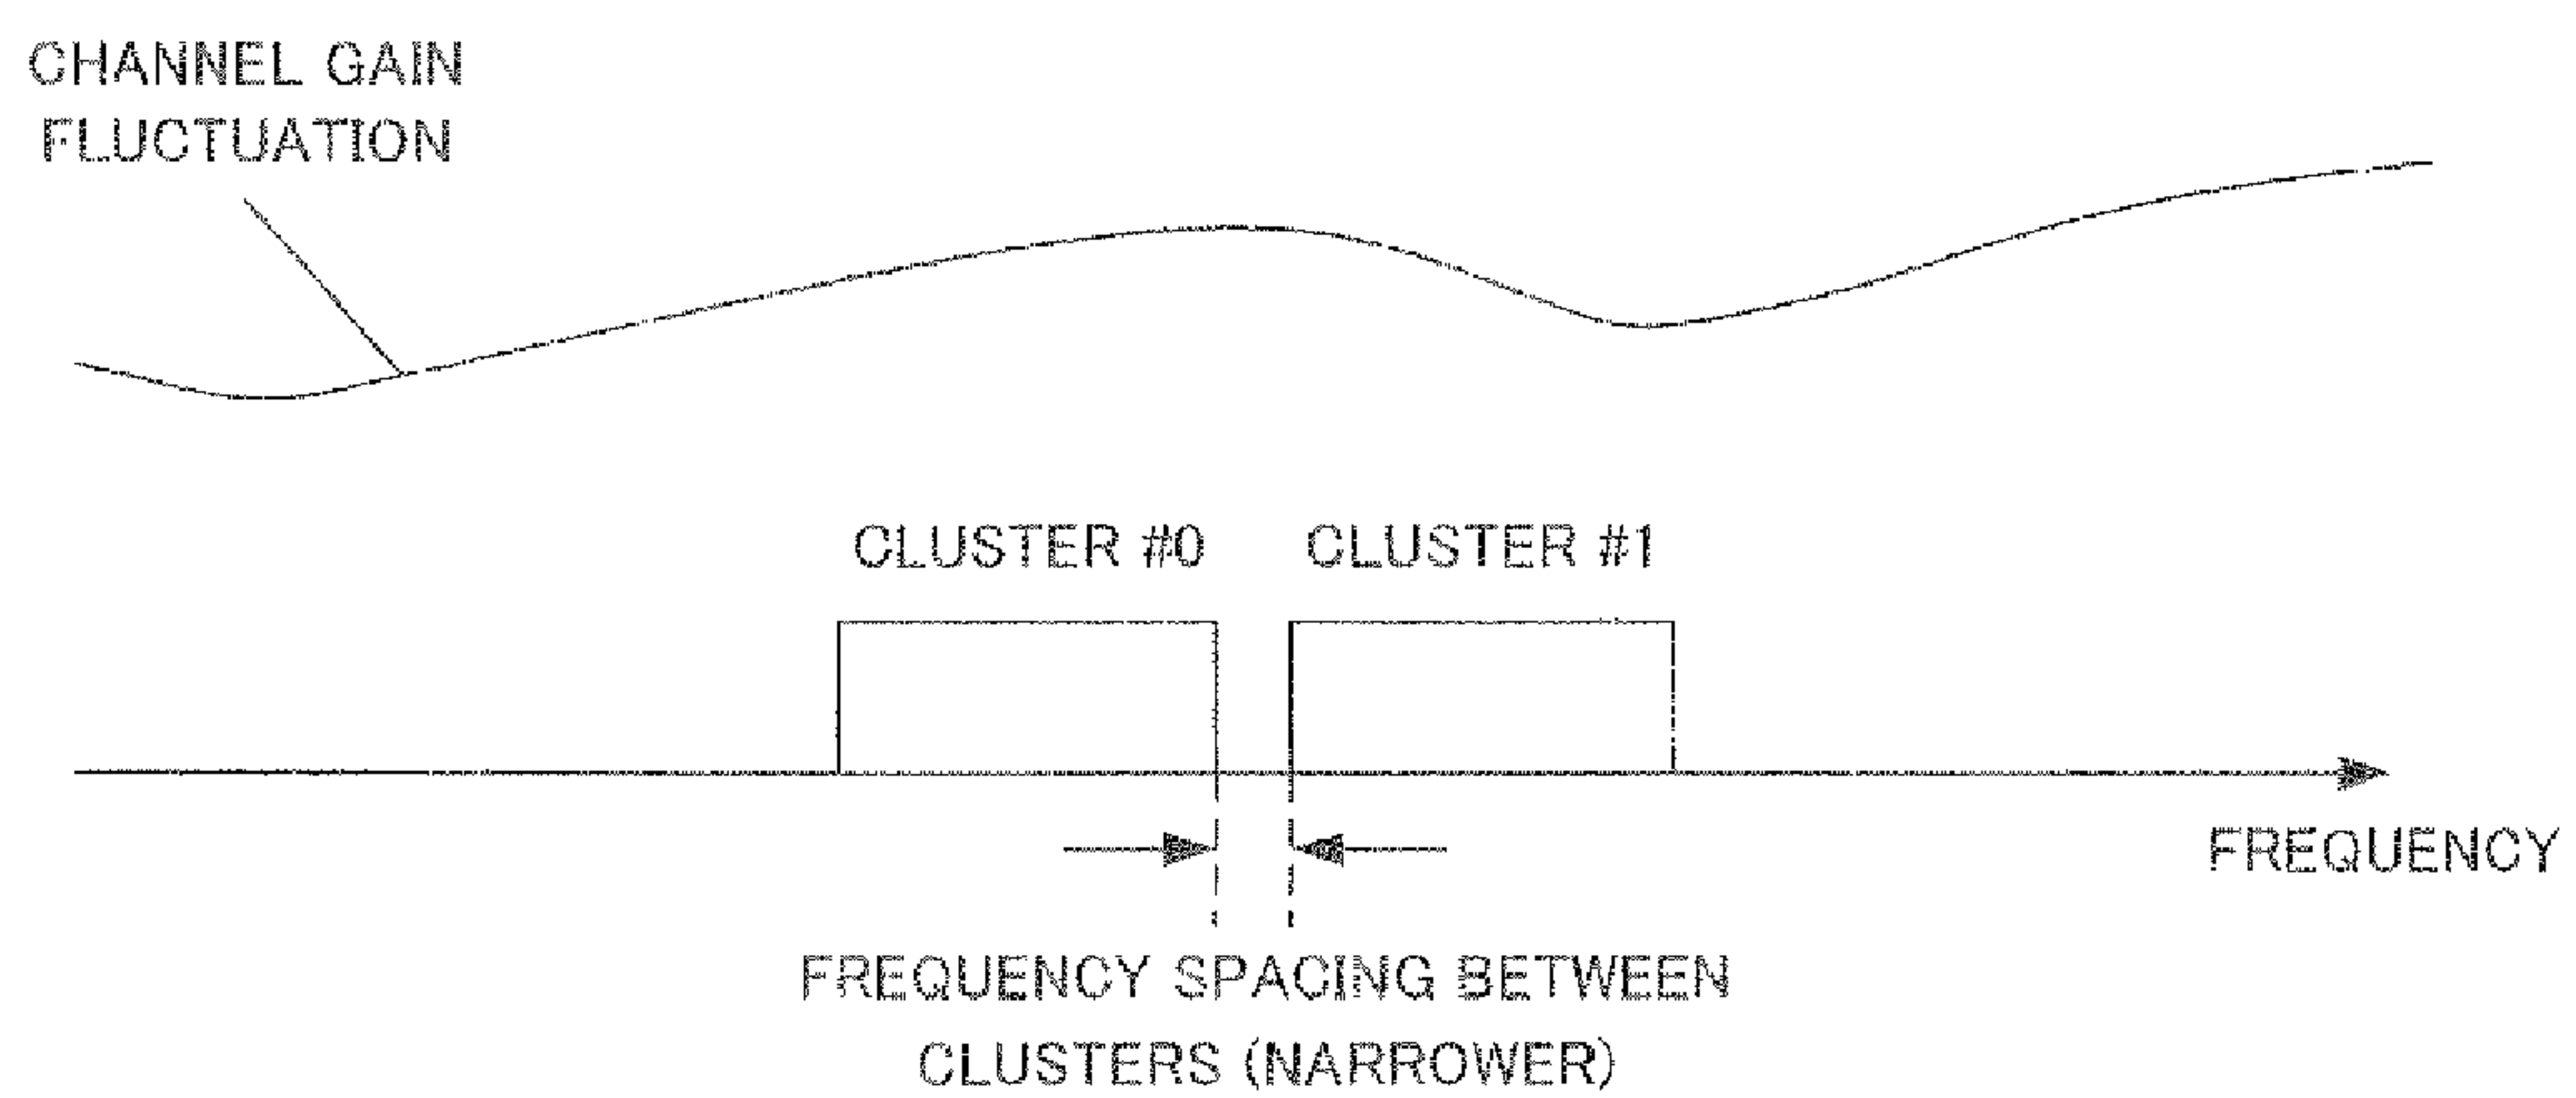 CHANNEL GAIN
FLUCTUATION
CLUSTER #0
CLUSTER #1
FREQUENCY
FREQUENCY SPACING BETWEEN
CLUSTERS (NARROWER)